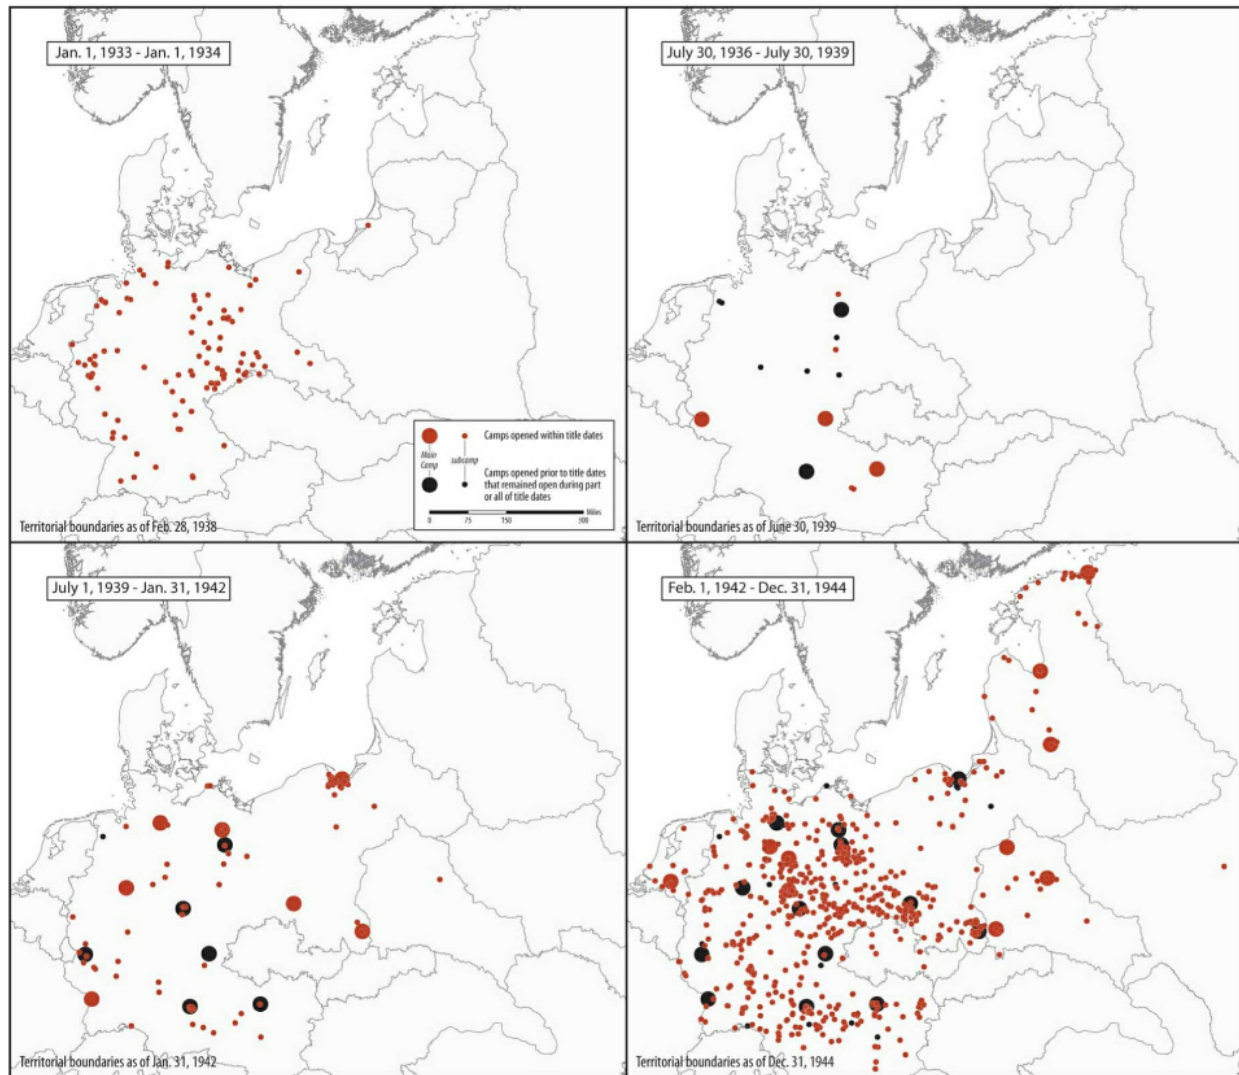 Jan. 1, 1933 - Jan. 1, 1934
July 30, 1936 - July 30, 1939
Camps opened within title dates
Main
Camp
subcamp
Camps opened prior to title dates
that remained open during part
or all of title dates
Miles
0 75 150 300
Territorial boundaries as of Feb. 28, 1938
Territorial boundaries as of June 30, 1939
July 1, 1939 - Jan. 31, 1942
Feb. 1, 1942 - Dec. 31, 1944
Territorial boundaries as of Jan. 31, 1942
Territorial boundaries as of Dec. 31, 1944